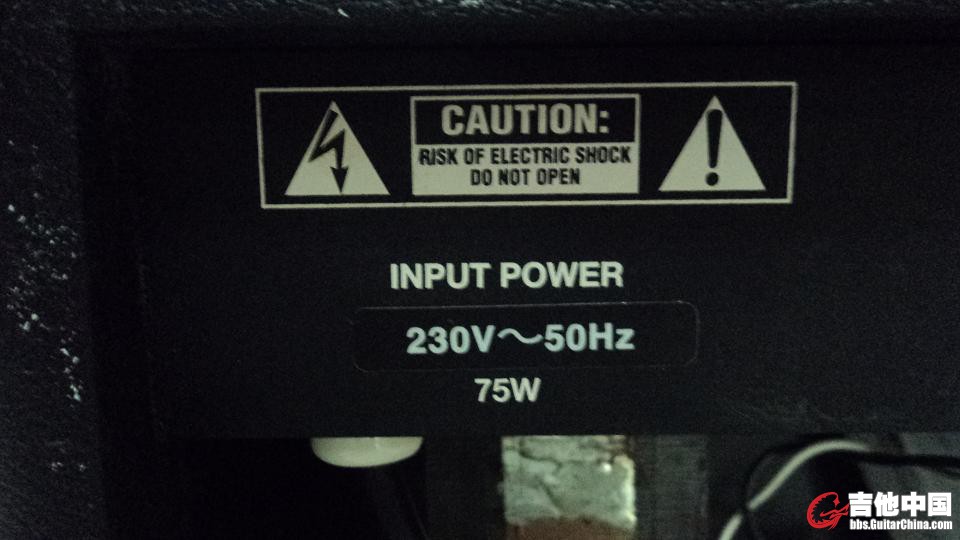 CAUTION:
RISK OF ELECTRIC SHOCK
DO NOT OPEN
INPUT POWER
230V～50Hz
75W
吉他中国
bbs.GuitarChina.com